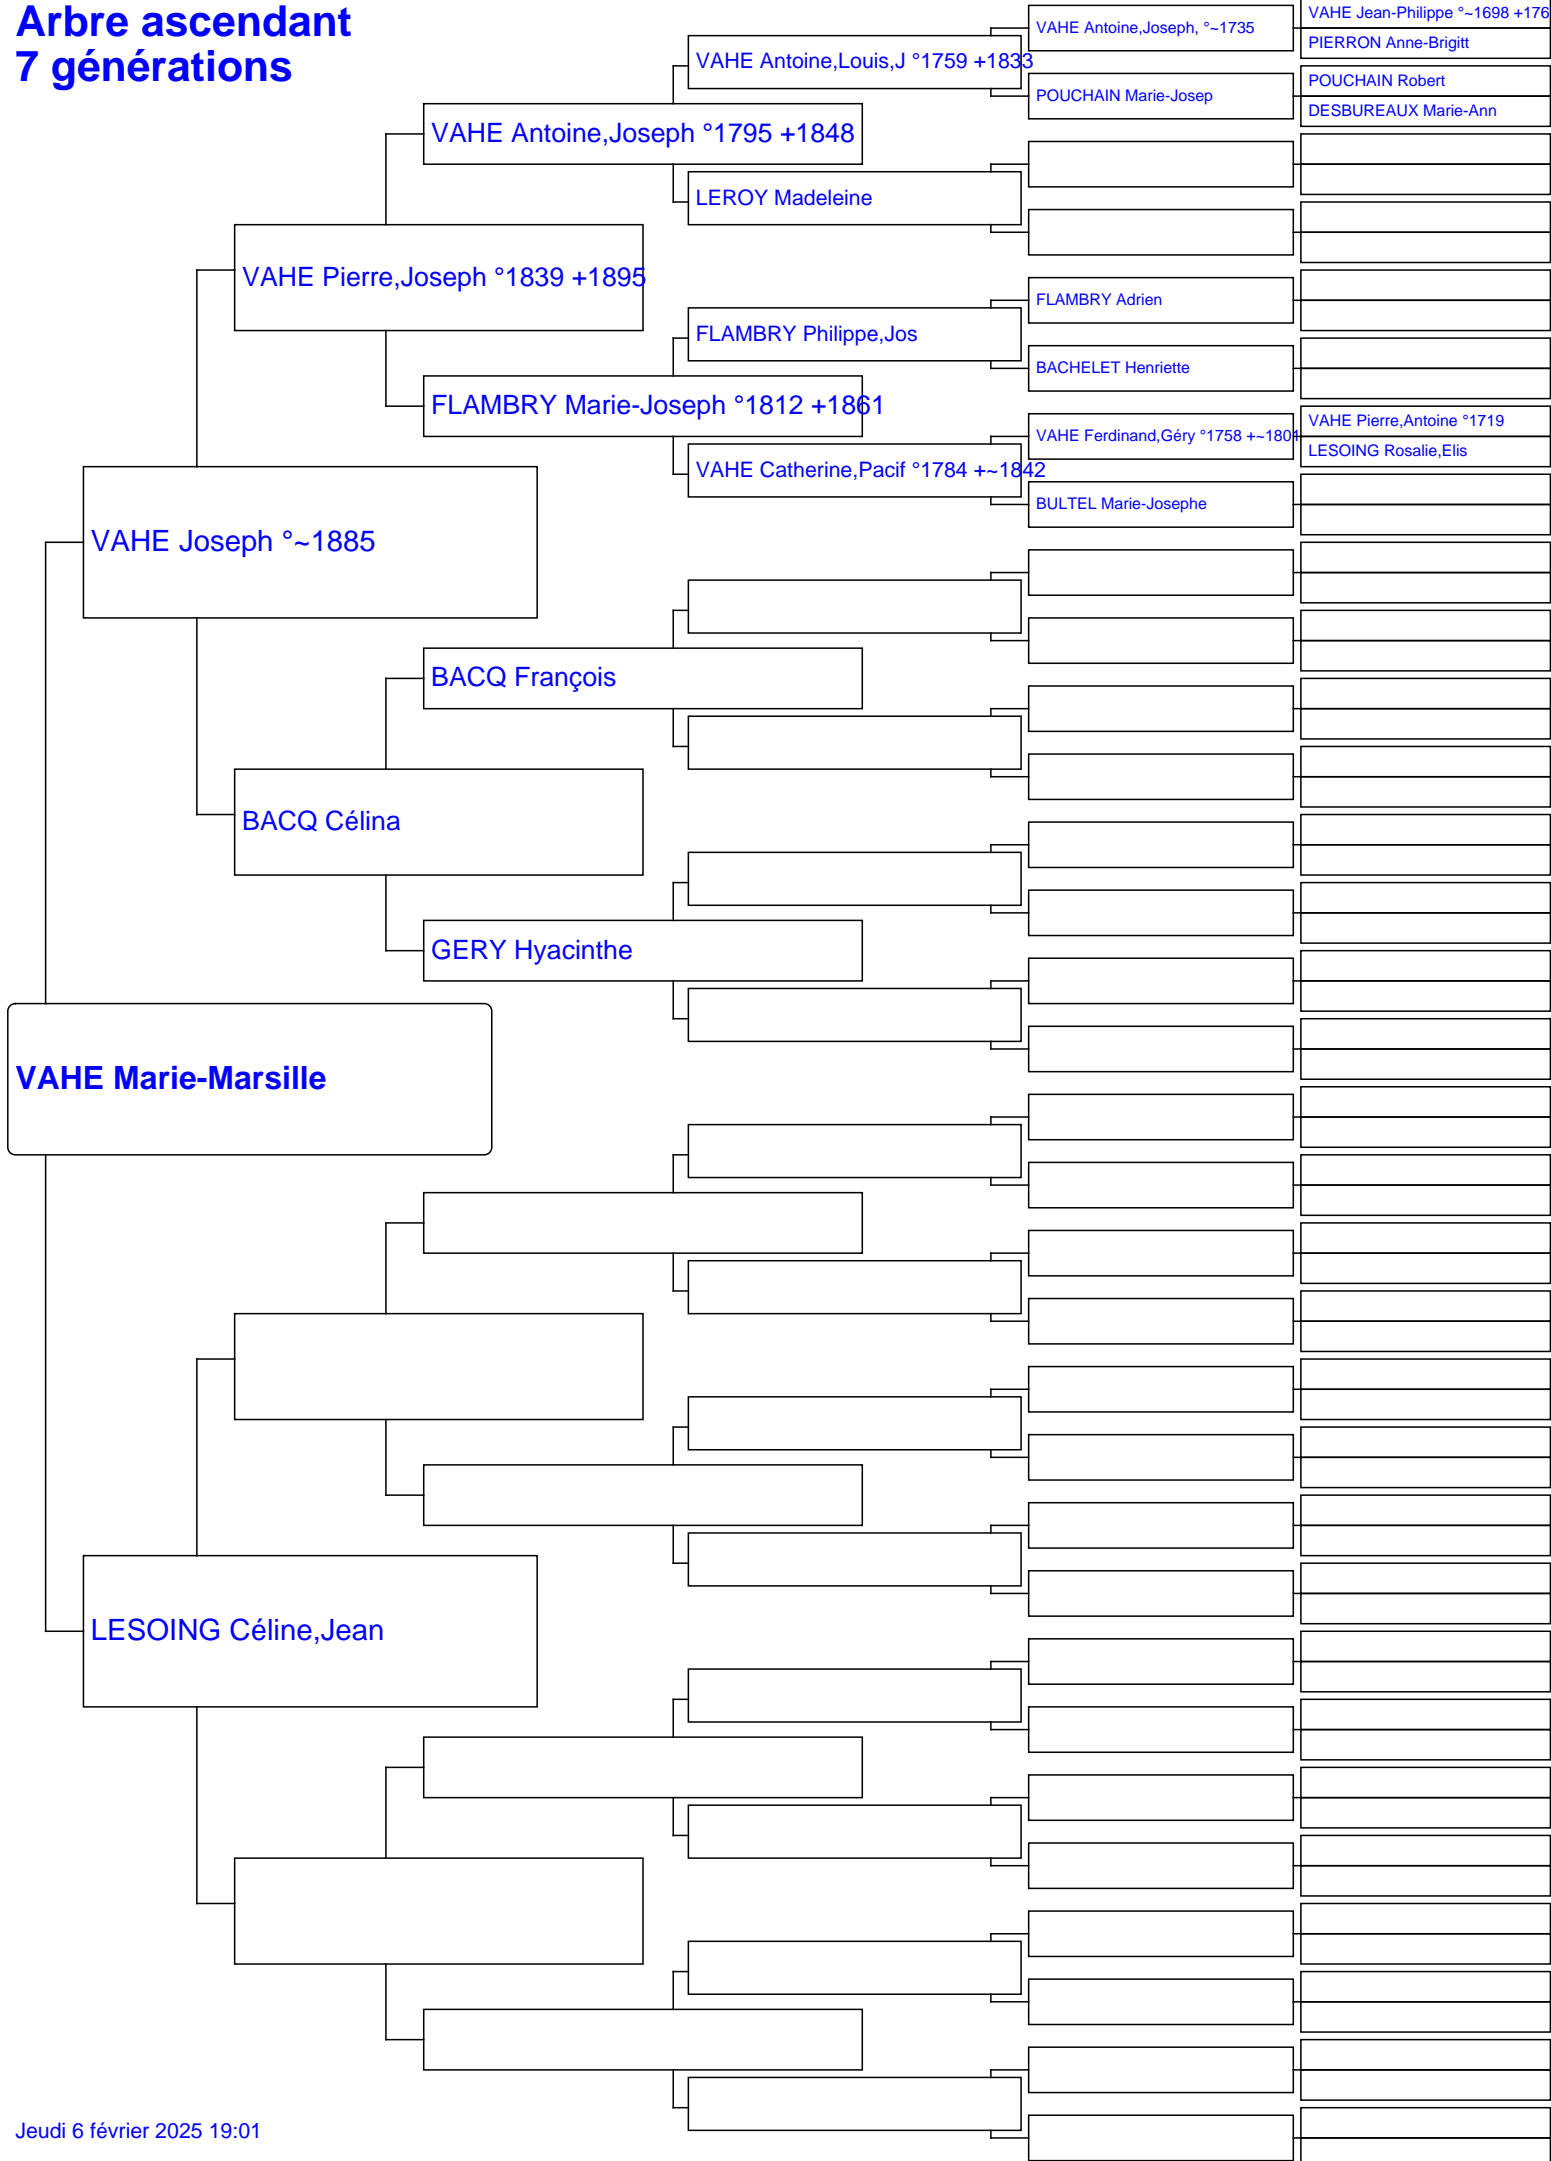 Arbre ascendant
7 générations
VAHE Marie-Marsille
VAHE Joseph °~1885
LESOING Céline,Jean
VAHE Pierre,Joseph °1839 +1895
BACQ Célina
VAHE Antoine,Joseph °1795 +1848
FLAMBRY Marie-Joseph °1812 +1861
BACQ François
GERY Hyacinthe
VAHE Antoine,Louis,J °1759 +1833
LEROY Madeleine
FLAMBRY Philippe,Jos
VAHE Catherine,Pacif °1784 +~1842
VAHE Antoine,Joseph, °~1735
POUCHAIN Marie-Josep
FLAMBRY Adrien
BACHELET Henriette
VAHE Ferdinand,Géry °1758 +~1801
BULTEL Marie-Josephe
VAHE Jean-Philippe °~1698 +176
PIERRON Anne-Brigitt
POUCHAIN Robert
DESBUREAUX Marie-Ann
VAHE Pierre,Antoine °1719
LESOING Rosalie,Elis
Jeudi 6 février 2025 19:01